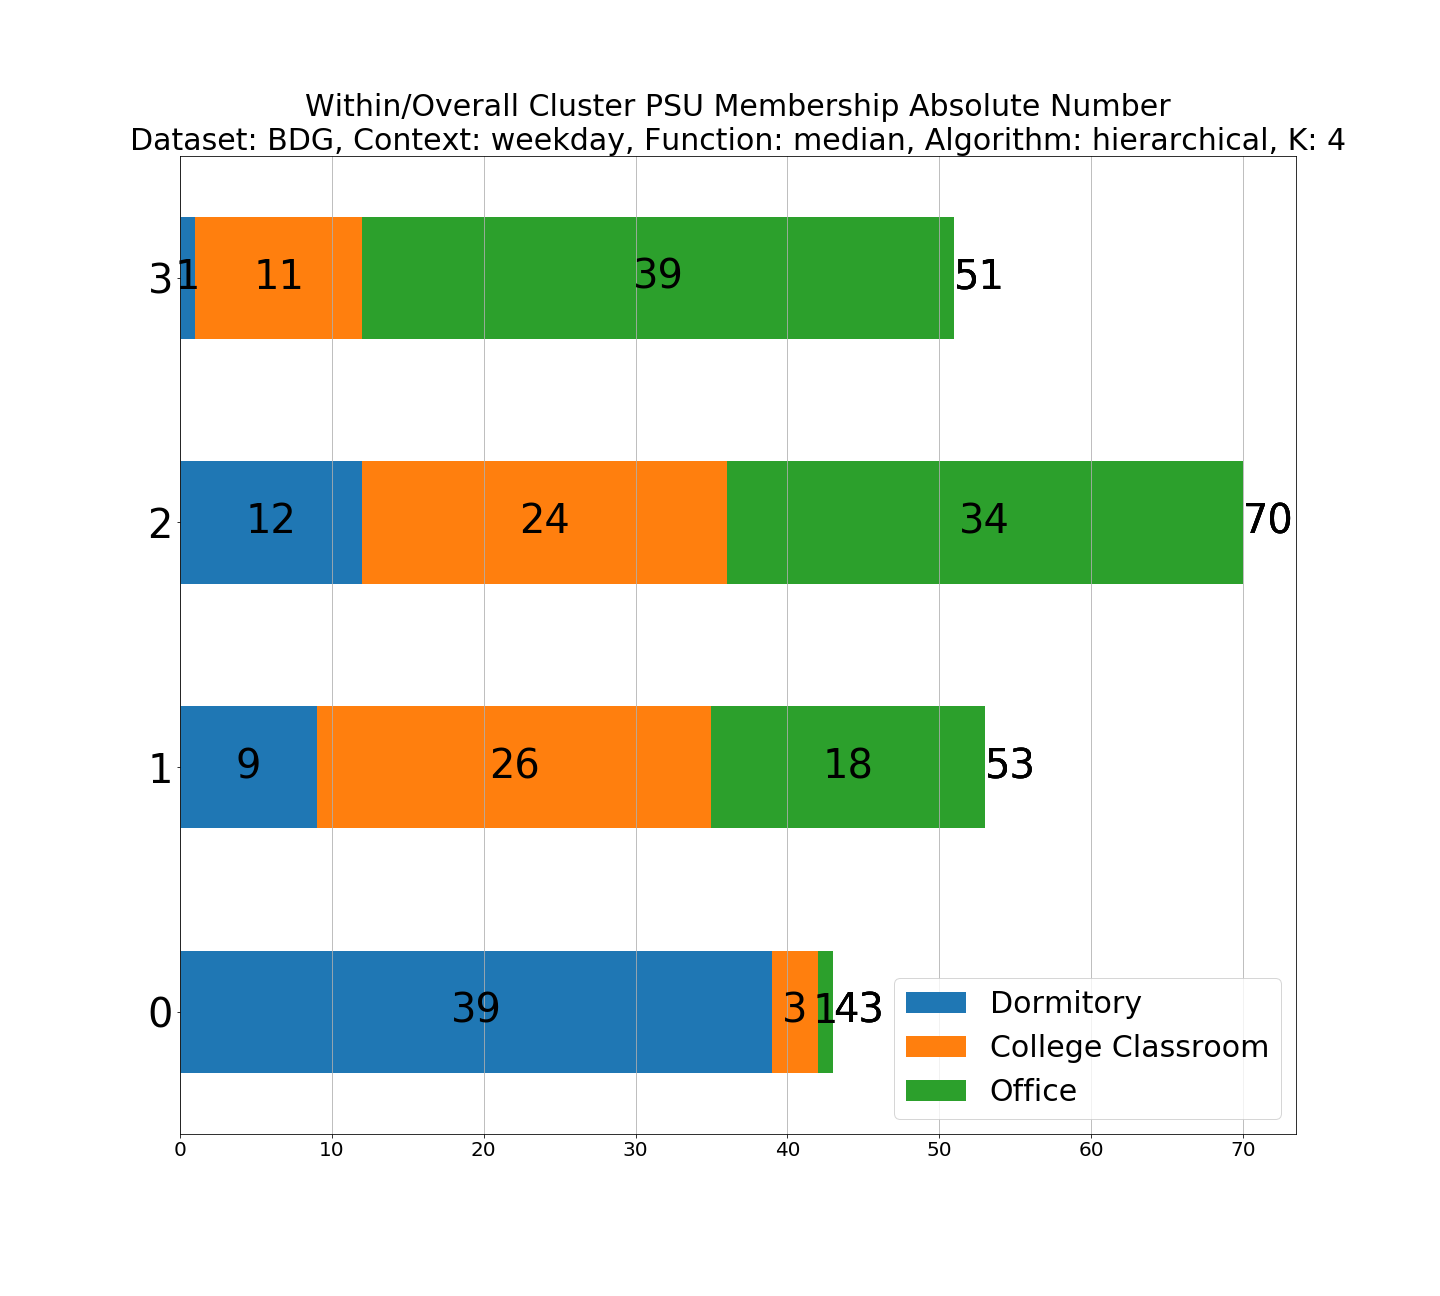 Within/Overall Cluster PSU Membership Absolute Number
Dataset: BDG, Context: weekday, Function: median, Algorithm: hierarchical, K: 4
3 1 11 39 51
2 12 24 34 70
1 9 26 18 53
0 39 3 1 43
Dormitory
College Classroom
Office
0 10 20 30 40 50 60 70